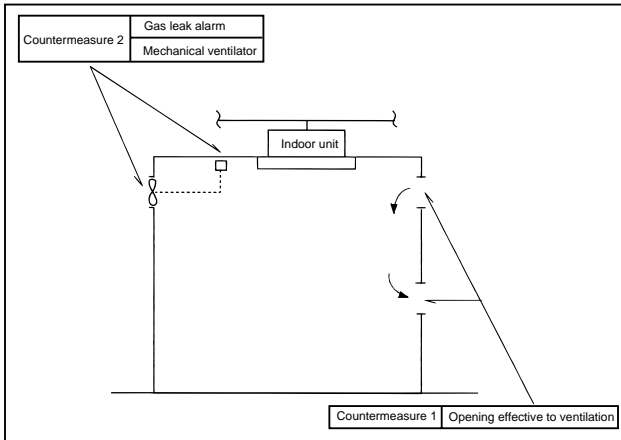 Countermeasure 2
Gas leak alarm
Mechanical ventilator
Indoor unit
Countermeasure 1
Opening effective to ventilation